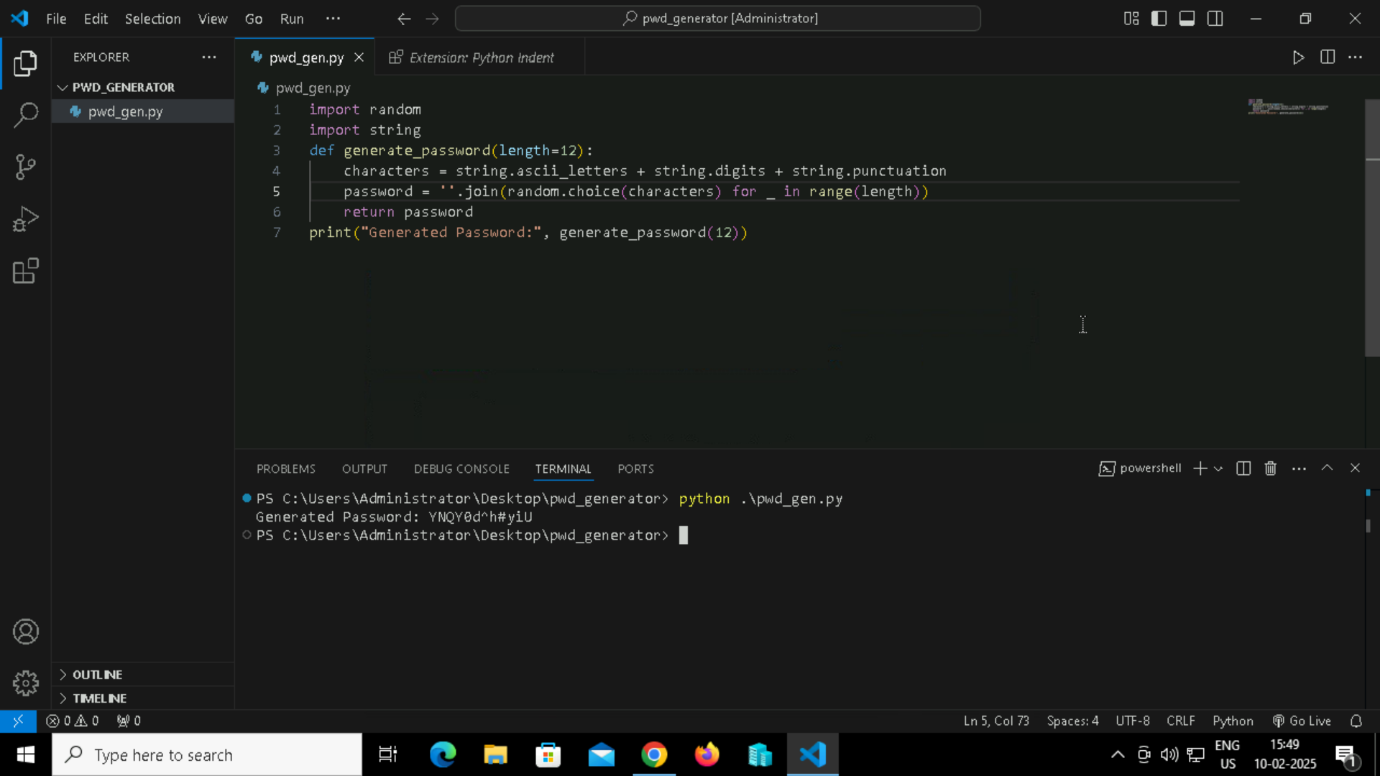 File Edit Selection View Go Run ··· pwd_generator [Administrator]
EXPLORER ···
PWD_GENERATOR
pwd_gen.py
OUTLINE
TIMELINE
pwd_gen.py Extension: Python Indent
pwd_gen.py
1 import random
2 import string
3 def generate_password(length=12):
4 characters = string.ascii_letters + string.digits + string.punctuation
5 password = ''.join(random.choice(characters) for _ in range(length))
6 return password
7 print("Generated Password:", generate_password(12))
PROBLEMS OUTPUT DEBUG CONSOLE TERMINAL PORTS powershell
PS C:\Users\Administrator\Desktop\pwd_generator> python .\pwd_gen.py
Generated Password: YNQY0d^h#yiU
PS C:\Users\Administrator\Desktop\pwd_generator>
0 0 0 Ln 5, Col 73 Spaces: 4 UTF-8 CRLF Python Go Live
Type here to search
ENG
US
15:49
10-02-2025
1